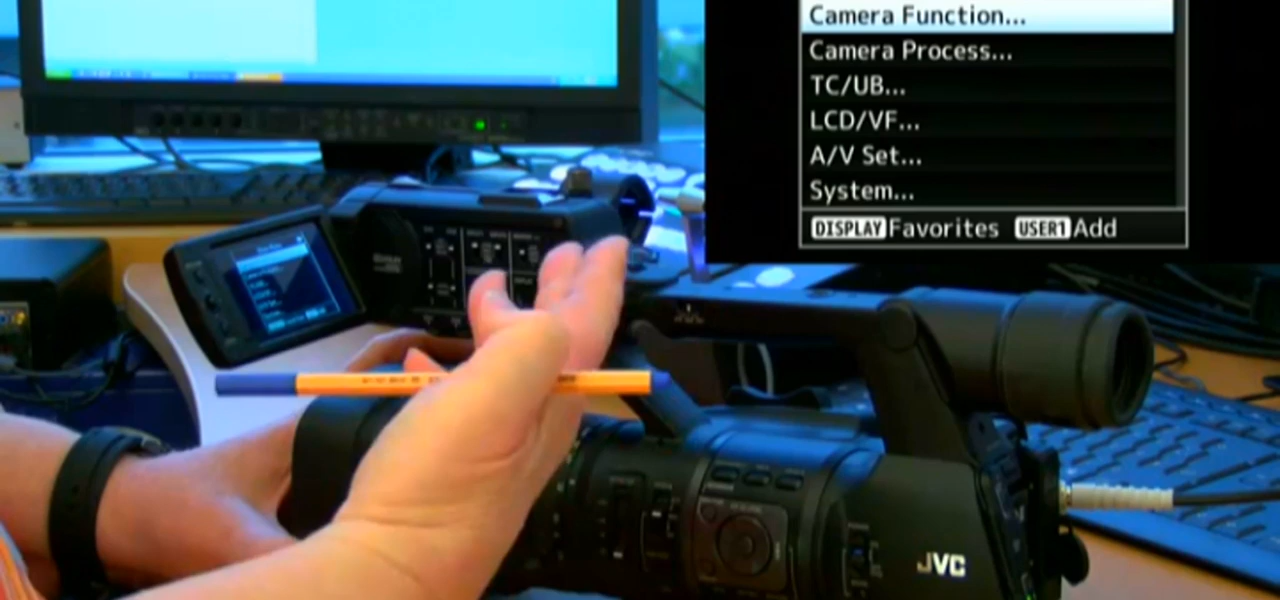 Camera Function...
Camera Process...
TC/UB...
LCD/VF...
A/V Set...
System...
DISPLAY Favorites USER1 Add
JVC